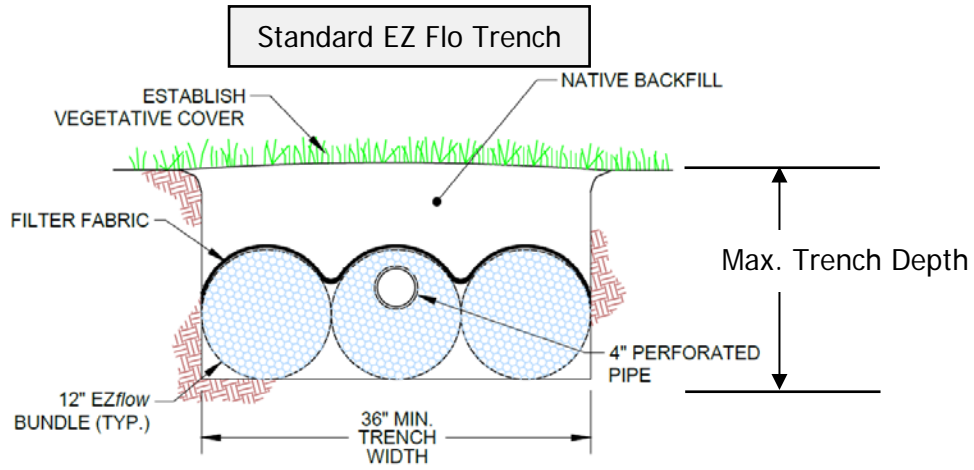 Standard EZ Flo Trench
NATIVE BACKFILL
ESTABLISH
VEGETATIVE COVER
FILTER FABRIC
Max. Trench Depth
4" PERFORATED
PIPE
12" EZflow
BUNDLE (TYP.)
36" MIN.
TRENCH
WIDTH